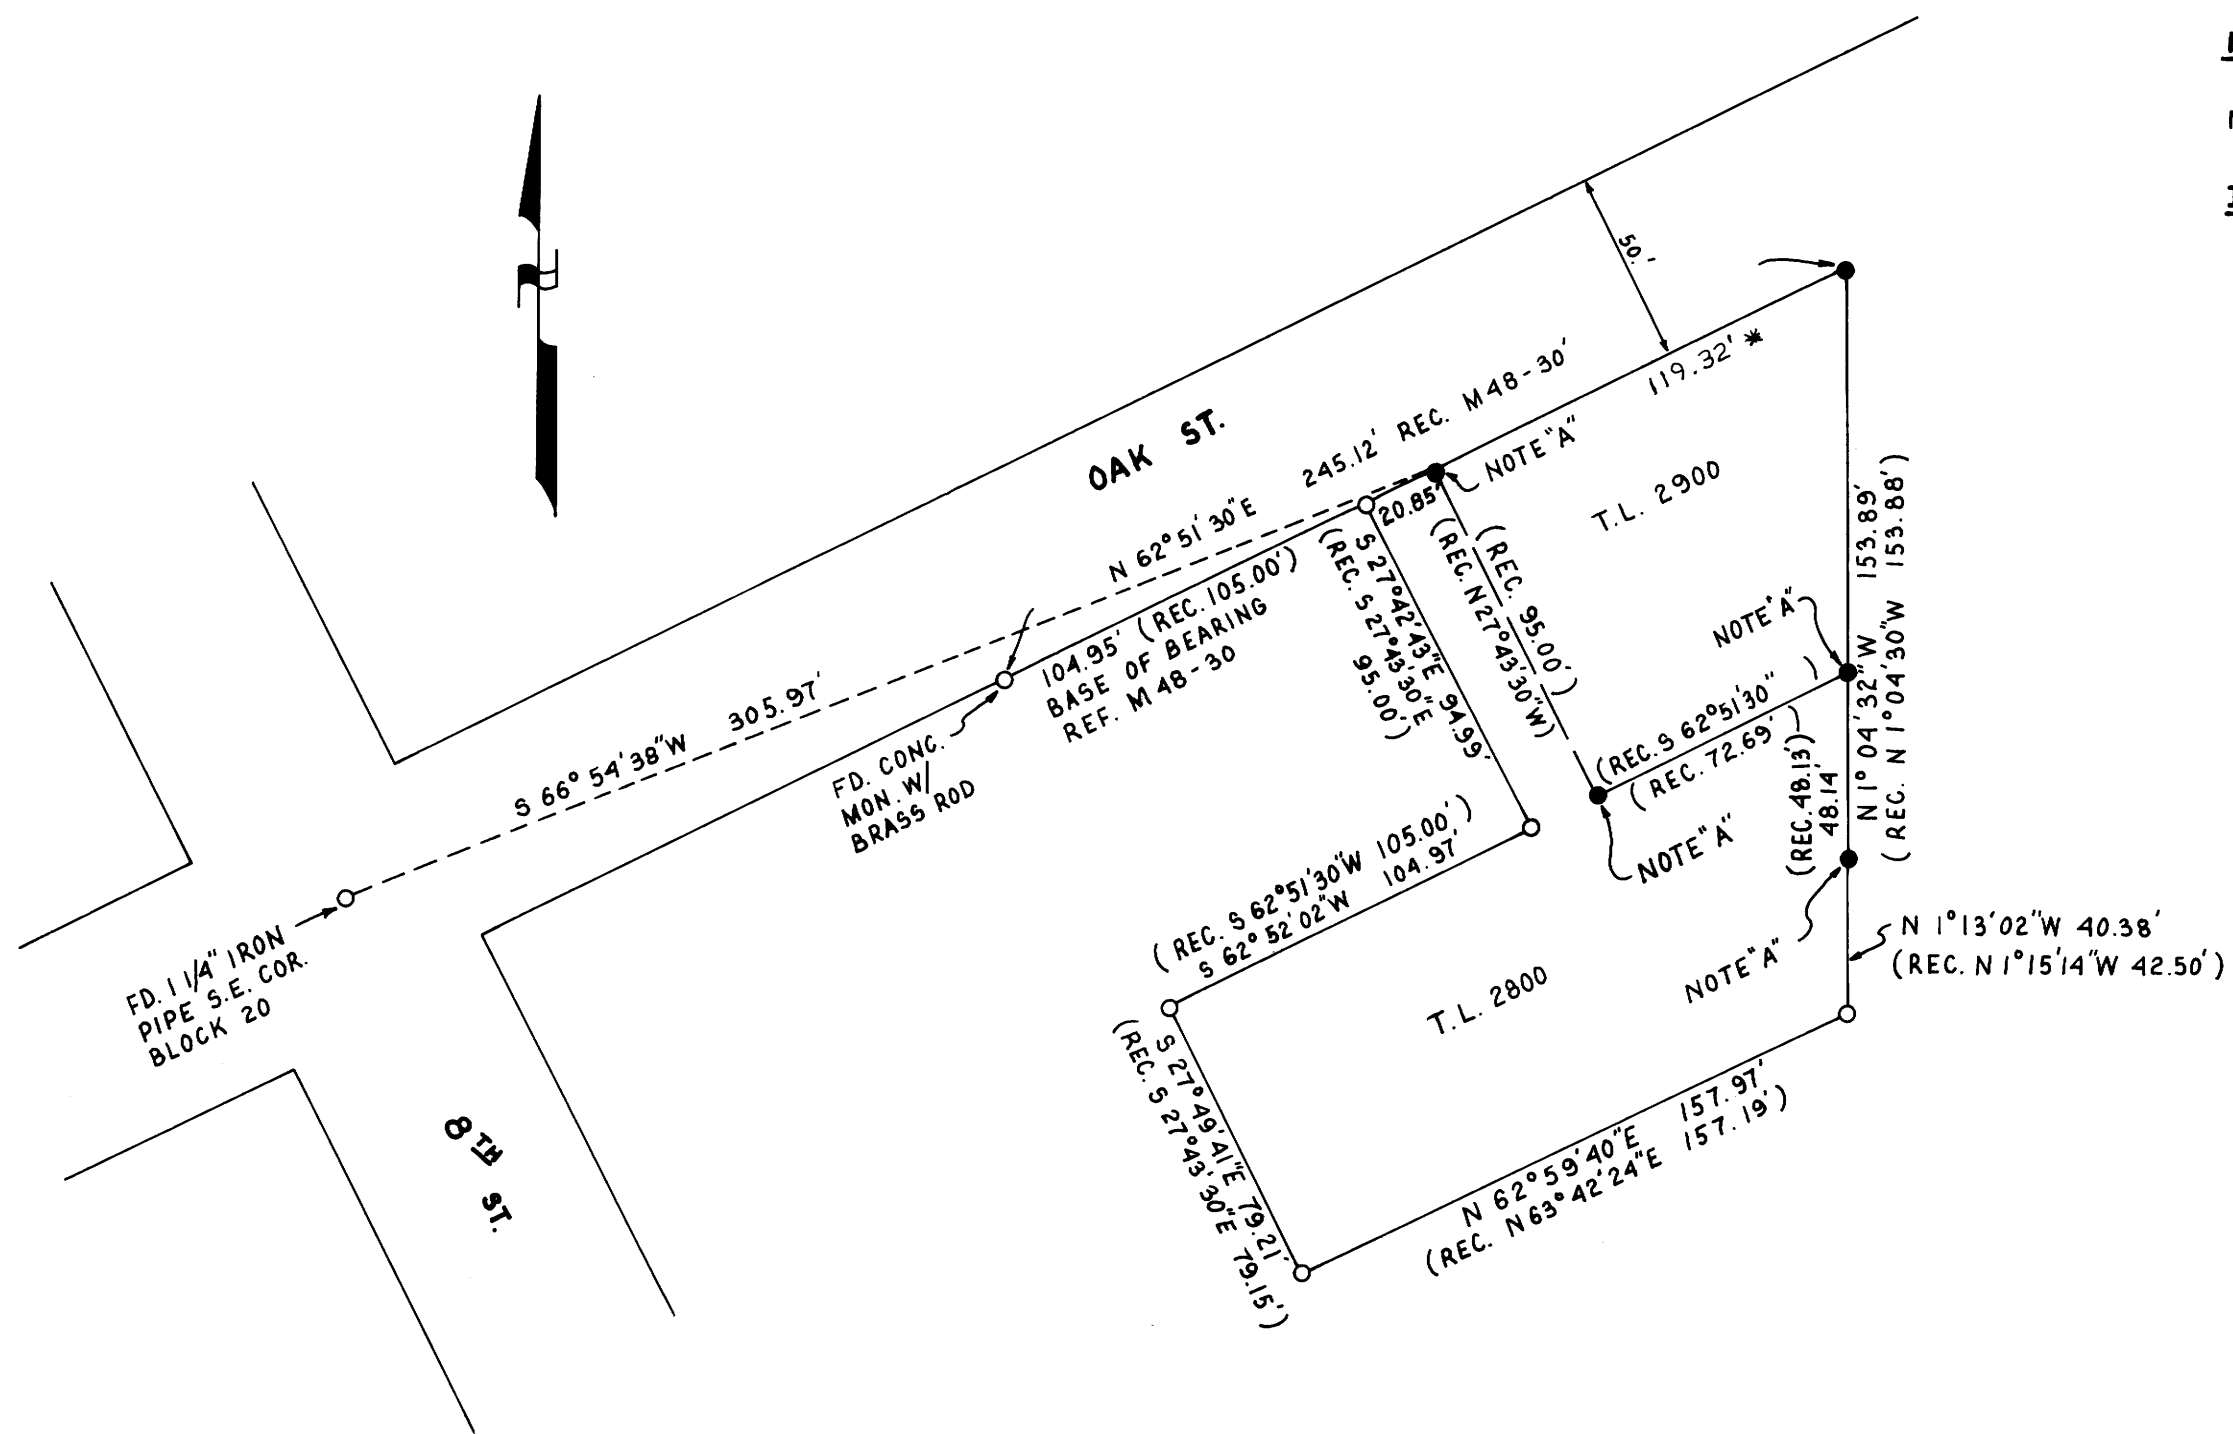 OAK ST.
50.'
119.32' *
N 62° 51' 30" E 245.12' REC. M 48 - 30'
NOTE "A"
20.85'
T.L. 2900
153.89'
N 1° 04' 32" W
(REC. N 1° 04' 30" W 153.88')
S 66° 54' 38" W 305.97'
104.95' (REC. 105.00')
BASE OF BEARING
REF. M 48 - 30
S 27° 42' 43" E 94.99'
(REC. S 27° 43' 30" E
95.00')
(REC. 95.00')
(REC. N 27° 43' 30" W)
NOTE "A"
(REC. S 62° 51' 30" )
(REC. 72.69')
NOTE "A"
(REC. 48.13')
48.14
FD. CONC.
MON. W/
BRASS ROD
(REC. S 62° 51' 30" W 105.00')
S 62° 52' 02" W 104.97'
NOTE "A"
N 1° 13' 02" W 40.38'
(REC. N 1° 15' 14" W 42.50')
FD. 1 1/4" IRON
PIPE S.E. COR.
BLOCK 20
T.L. 2800
S 27° 49' 41" E 79.21'
(REC. S 27° 43' 30" E 79.15')
N 62° 59' 40" E 157.97'
(REC. N 63° 42' 24" E 157.19')
8TH ST.